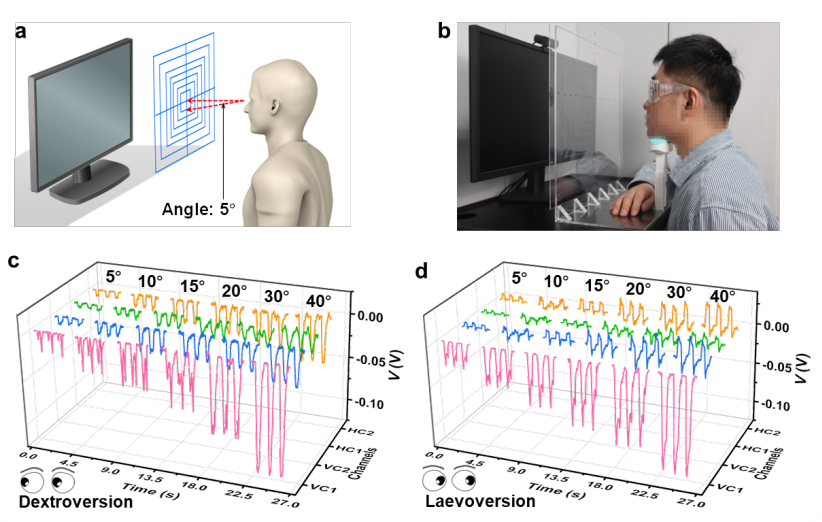 a
b
Angle: 5°
c
5°
10°
15°
20°
30°
40°
0.00
-0.05
-0.10
V (V)
HC2
HC1
VC2
VC1
Channels
0.0
4.5
9.0
13.5
18.0
22.5
27.0
Time (s)
Dextroversion
d
5°
10°
15°
20°
30°
40°
0.00
-0.05
-0.10
V (V)
HC2
HC1
VC2
VC1
Channels
0.0
4.5
9.0
13.5
18.0
22.5
27.0
Time (s)
Laevoversion